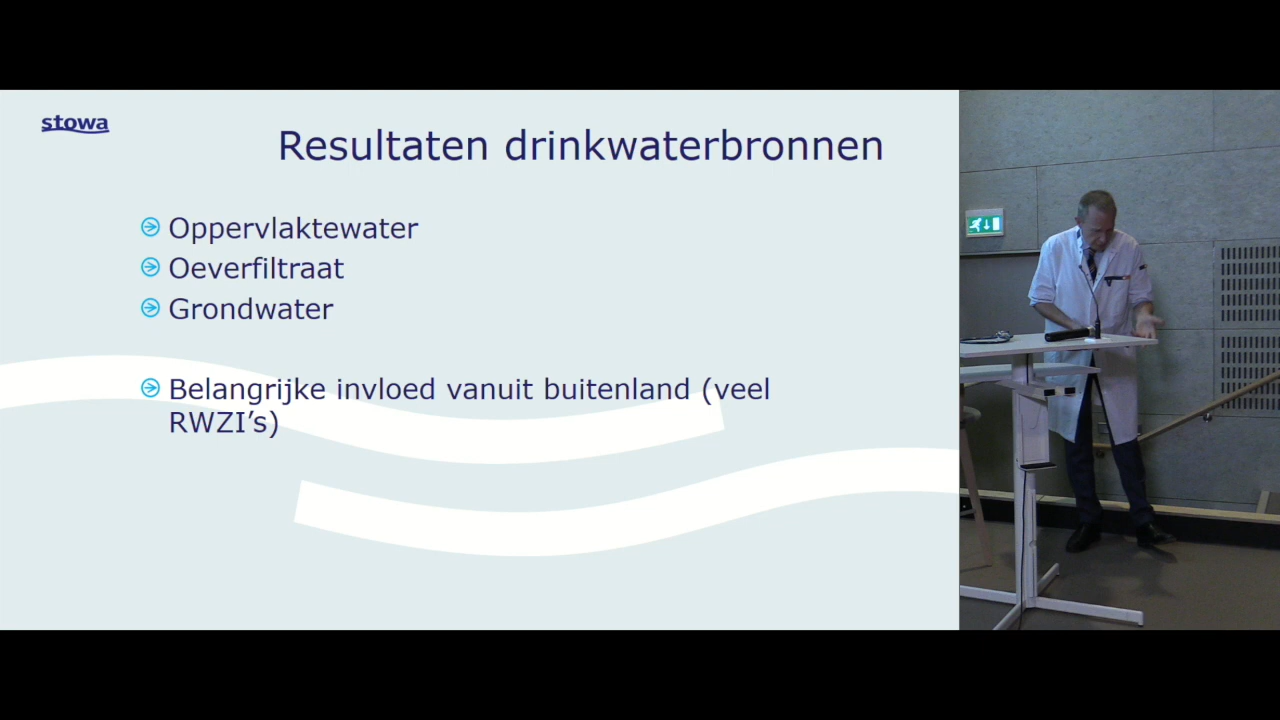 stowa
Resultaten drinkwaterbronnen
Oppervlaktewater
Oeverfiltraat
Grondwater
Belangrijke invloed vanuit buitenland (veel
RWZI's)